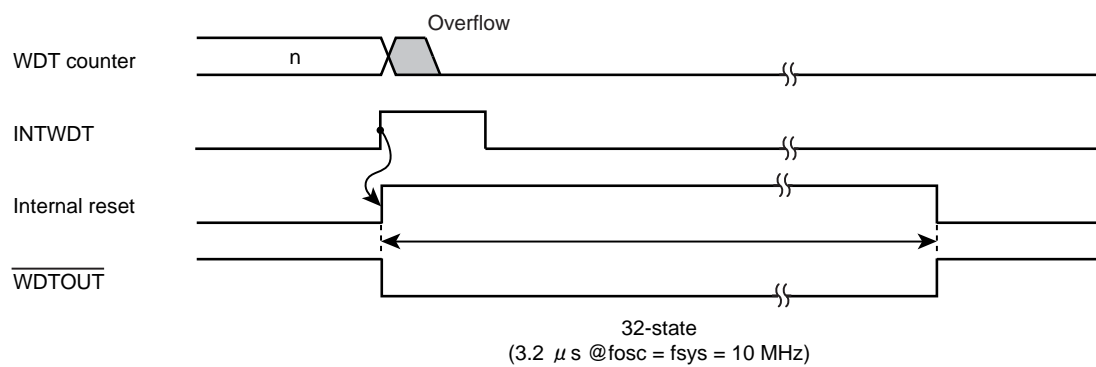 Overflow
WDT counter
n
INTWDT
Internal reset
WDTOUT
32-state
(3.2 μs @fosc = fsys = 10 MHz)